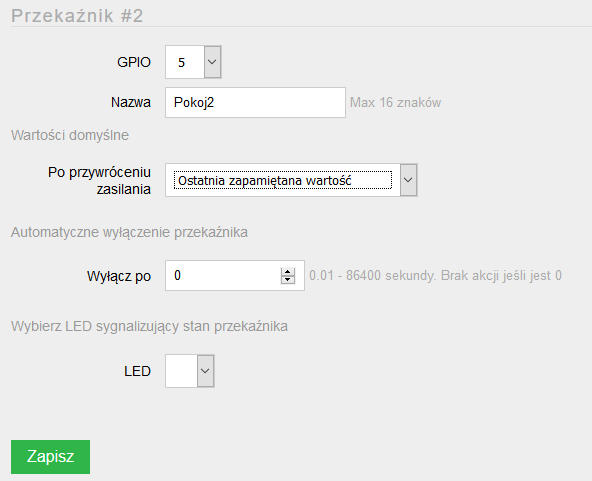 Przekaźnik #2
GPIO 5
Nazwa Pokoj2 Max 16 znaków
Wartości domyślne
Po przywróceniu
zasilania
Ostatnia zapamiętana wartość
Automatyczne wyłączenie przekaźnika
Wyłącz po 0 0.01 - 86400 sekundy. Brak akcji jeśli jest 0
Wybierz LED sygnalizujący stan przekaźnika
LED
Zapisz